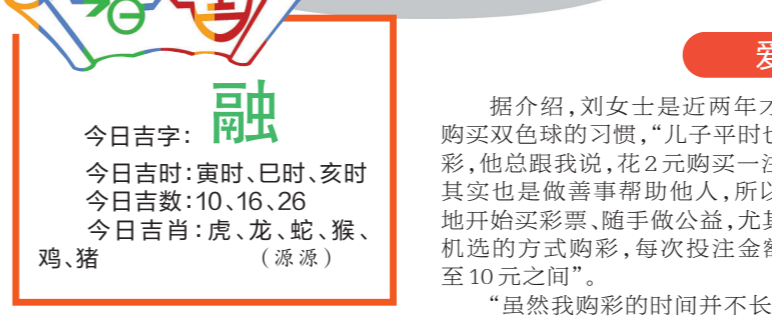 今日吉字：融
今日吉时：寅时、巳时、亥时
今日吉数：10、16、26
今日吉肖：虎、龙、蛇、猴、
鸡、猪 （源源）
爱
据介绍，刘女士是近两年才
购买双色球的习惯，“儿子平时也
彩，他总跟我说，花2元购买一注
其实也是做善事帮助他人，所以
地开始买彩票、随手做公益，尤其
机选的方式购彩，每次投注金额
至10元之间”。
“虽然我购彩的时间并不长